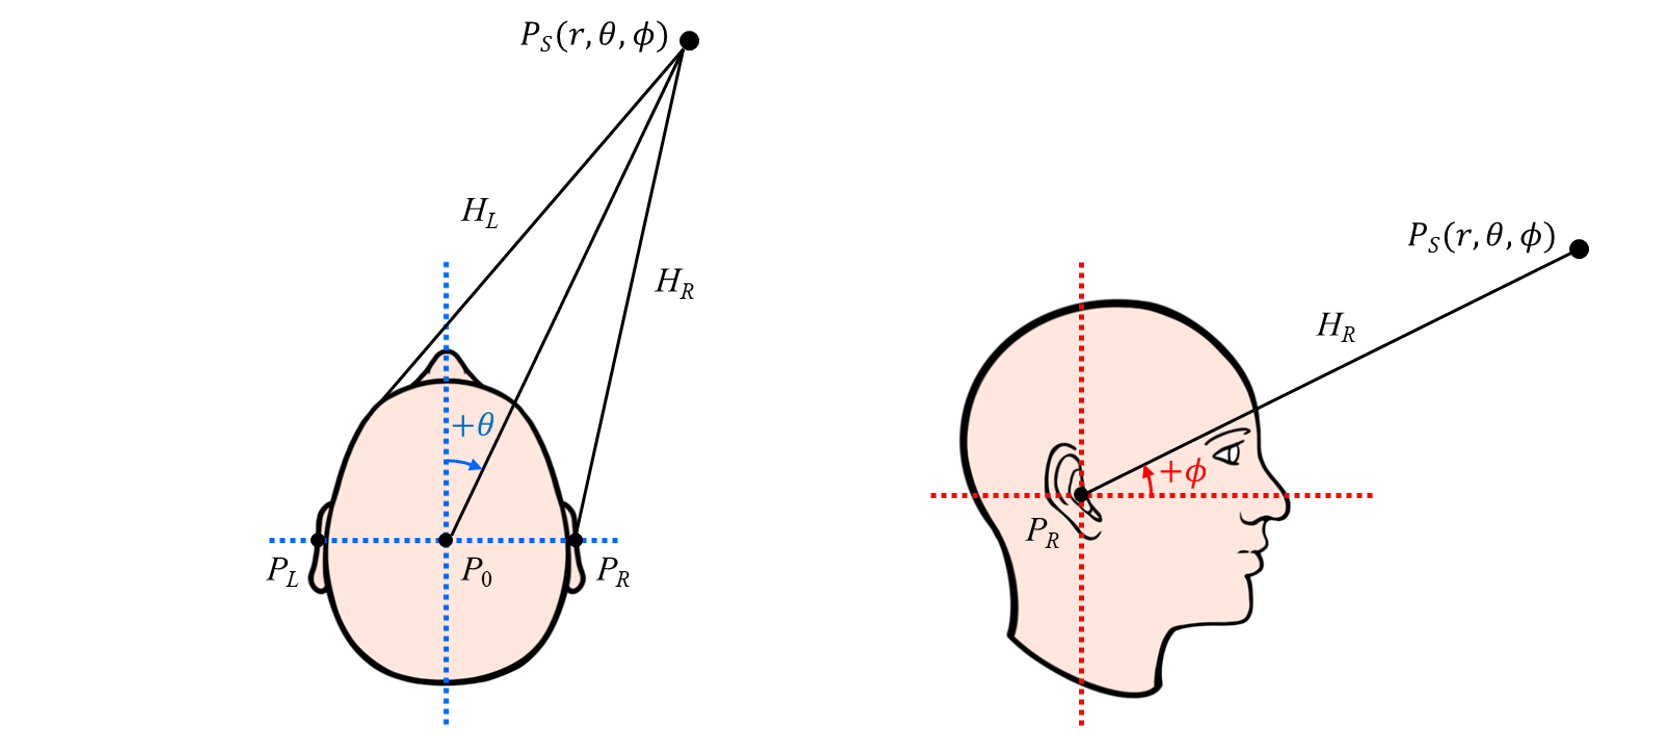 P_S(r, θ, ϕ)
H_L
H_R
+θ
P_L
P_0
P_R
P_S(r, θ, ϕ)
H_R
+ϕ
P_R